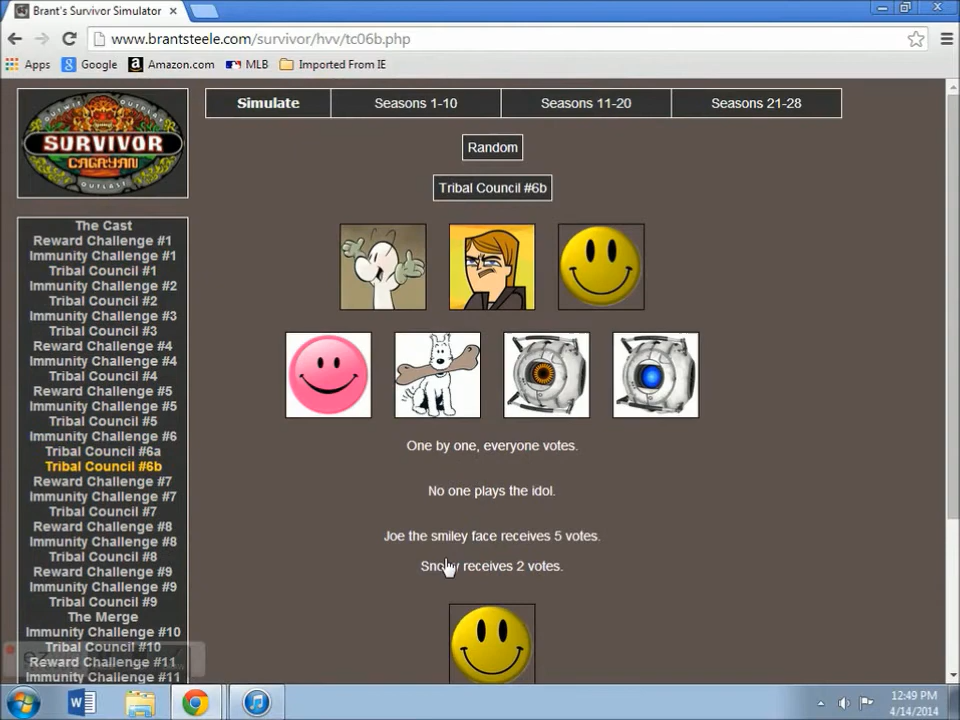 Brant's Survivor Simulator
www.brantsteele.com/survivor/hvv/tc06b.php
Apps Google Amazon.com MLB Imported From IE
OUTWIT OUTPLAY
SURVIVOR
CAGAYAN
OUTLAST
Simulate Seasons 1-10 Seasons 11-20 Seasons 21-28
Random
Tribal Council #6b
The Cast
Reward Challenge #1
Immunity Challenge #1
Tribal Council #1
Immunity Challenge #2
Tribal Council #2
Immunity Challenge #3
Tribal Council #3
Reward Challenge #4
Immunity Challenge #4
Tribal Council #4
Reward Challenge #5
Immunity Challenge #5
Tribal Council #5
Immunity Challenge #6
Tribal Council #6a
Tribal Council #6b
Reward Challenge #7
Immunity Challenge #7
Tribal Council #7
Reward Challenge #8
Immunity Challenge #8
Tribal Council #8
Reward Challenge #9
Immunity Challenge #9
Tribal Council #9
The Merge
Immunity Challenge #10
Tribal Council #10
Reward Challenge #11
Immunity Challenge #11
One by one, everyone votes.
No one plays the idol.
Joe the smiley face receives 5 votes.
Snowy receives 2 votes.
12:49 PM
4/14/2014